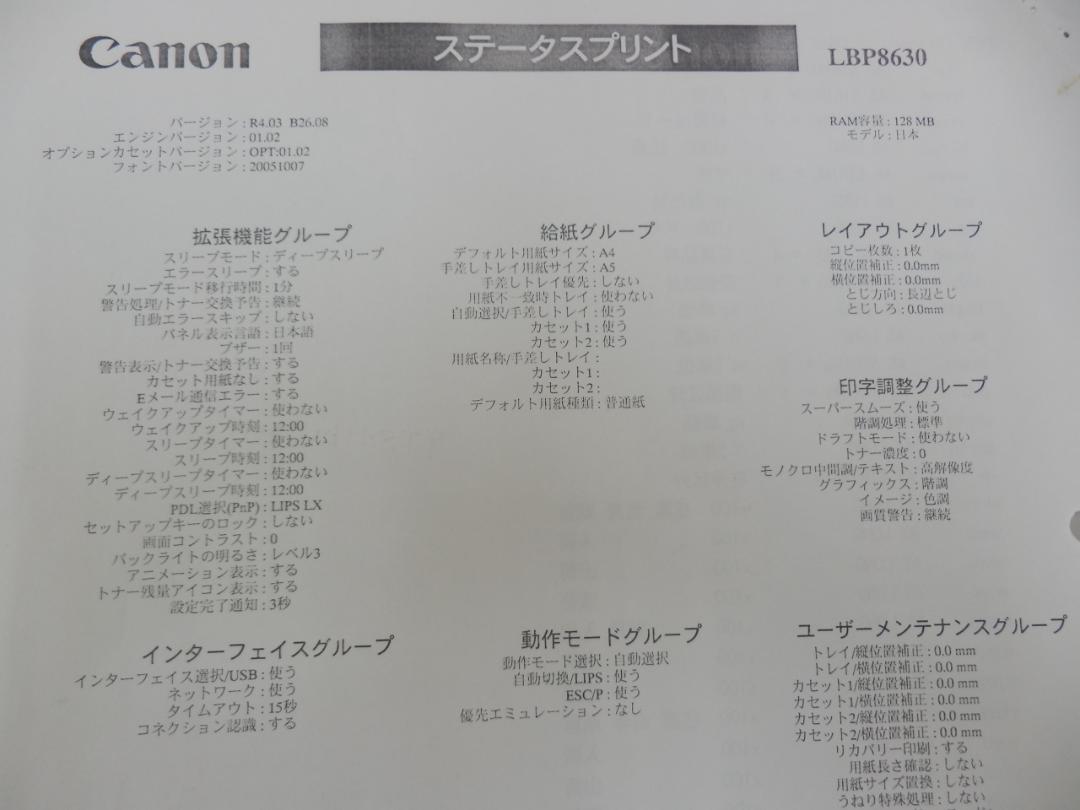 Canon
ステータスプリント
LBP8630
バージョン : R4.03 B26.08
エンジンバージョン : 01.02
オプションカセットバージョン : OPT:01.02
フォントバージョン : 20051007
RAM容量 : 128 MB
モデル : 日本
拡張機能グループ
スリープモード : ディープスリープ
エラースリープ : する
スリープモード移行時間 : 1分
警告処理/トナー交換予告 : 継続
自動エラースキップ : しない
パネル表示言語 : 日本語
ブザー : 1回
警告表示/トナー交換予告 : する
カセット用紙なし : する
Eメール通信エラー : する
ウェイクアップタイマー : 使わない
ウェイクアップ時刻 : 12:00
スリープタイマー : 使わない
スリープ時刻 : 12:00
ディープスリープタイマー : 使わない
ディープスリープ時刻 : 12:00
PDL選択(PnP) : LIPS LX
セットアップキーのロック : しない
画面コントラスト : 0
バックライトの明るさ : レベル3
アニメーション表示 : する
トナー残量アイコン表示 : する
設定完了通知 : 3秒
給紙グループ
デフォルト用紙サイズ : A4
手差しトレイ用紙サイズ : A5
手差しトレイ優先 : しない
用紙不一致時トレイ : 使わない
自動選択/手差しトレイ : 使う
カセット1 : 使う
カセット2 : 使う
用紙名称/手差しトレイ :
カセット1 :
カセット2 :
デフォルト用紙種類 : 普通紙
レイアウトグループ
コピー枚数 : 1枚
縦位置補正 : 0.0mm
横位置補正 : 0.0mm
とじ方向 : 長辺とじ
とじしろ : 0.0mm
印字調整グループ
スーパースムーズ : 使う
階調処理 : 標準
ドラフトモード : 使わない
トナー濃度 : 0
モノクロ中間調/テキスト : 高解像度
グラフィックス : 階調
イメージ : 色調
画質警告 : 継続
インターフェイスグループ
インターフェイス選択/USB : 使う
ネットワーク : 使う
タイムアウト : 15秒
コネクション認識 : する
動作モードグループ
動作モード選択 : 自動選択
自動切換/LIPS : 使う
ESC/P : 使う
優先エミュレーション : なし
ユーザーメンテナンスグループ
トレイ/縦位置補正 : 0.0 mm
トレイ/横位置補正 : 0.0 mm
カセット1/縦位置補正 : 0.0 mm
カセット1/横位置補正 : 0.0 mm
カセット2/縦位置補正 : 0.0 mm
カセット2/横位置補正 : 0.0 mm
リカバリー印刷 : する
用紙長さ確認 : しない
用紙サイズ置換 : しない
うねり特殊処理 : しない